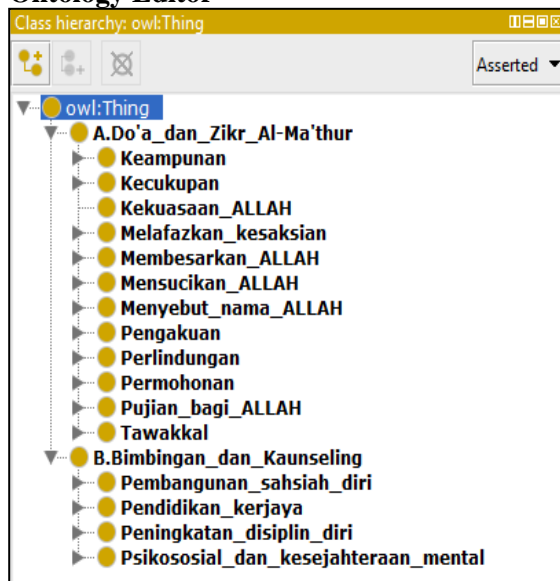 Ontology Editor
Class hierarchy: owl:Thing
Asserted
owl:Thing
A.Do'a_dan_Zikr_Al-Ma'thur
Keampunan
Kecukupan
Kekuasaan_ALLAH
Melafazkan_kesaksian
Membesarkan_ALLAH
Mensucikan_ALLAH
Menyebut_nama_ALLAH
Pengakuan
Perlindungan
Permohonan
Pujian_bagi_ALLAH
Tawakkal
B.Bimbingan_dan_Kaunseling
Pembangunan_sahsiah_diri
Pendidikan_kerjaya
Peningkatan_disiplin_diri
Psikososial_dan_kesejahteraan_mental